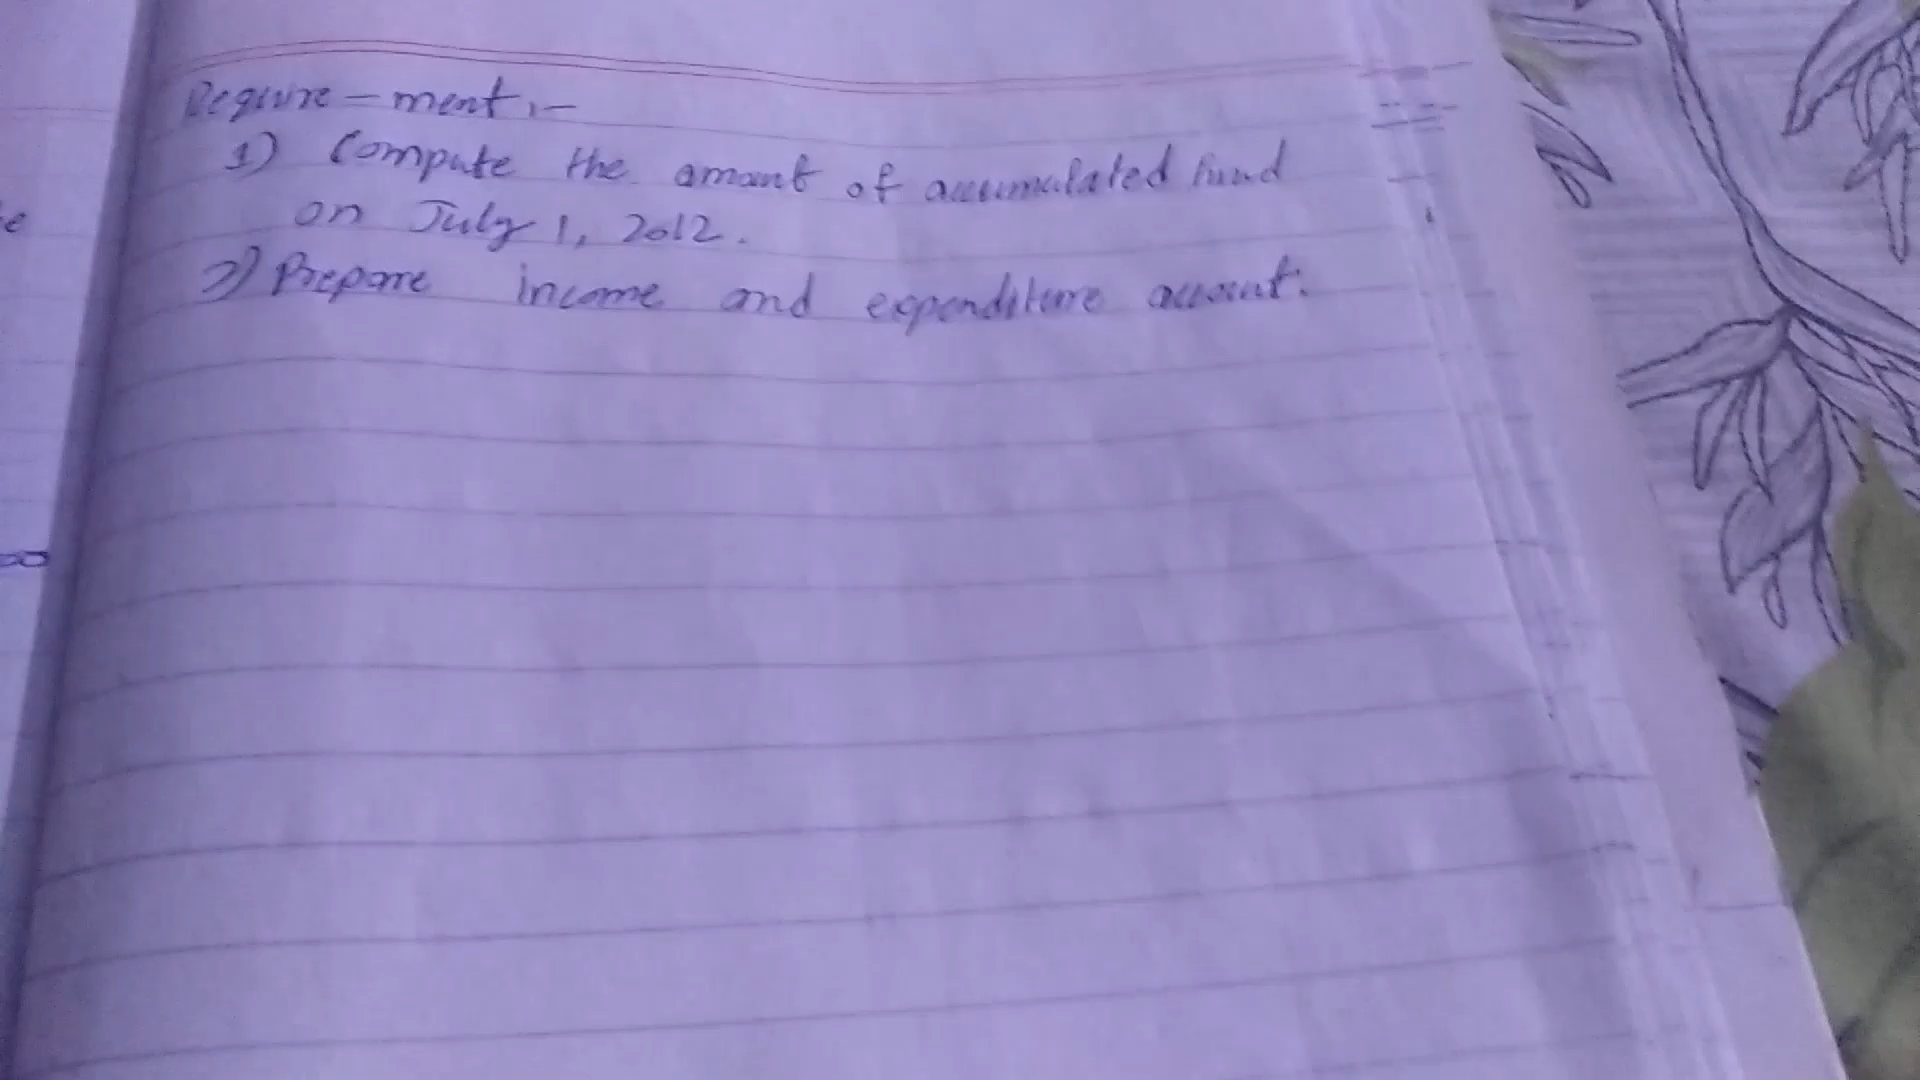 Require-ment:-
1) Compute the amount of accumulated fund
on July 1, 2012.
2) Prepare income and expenditure account.